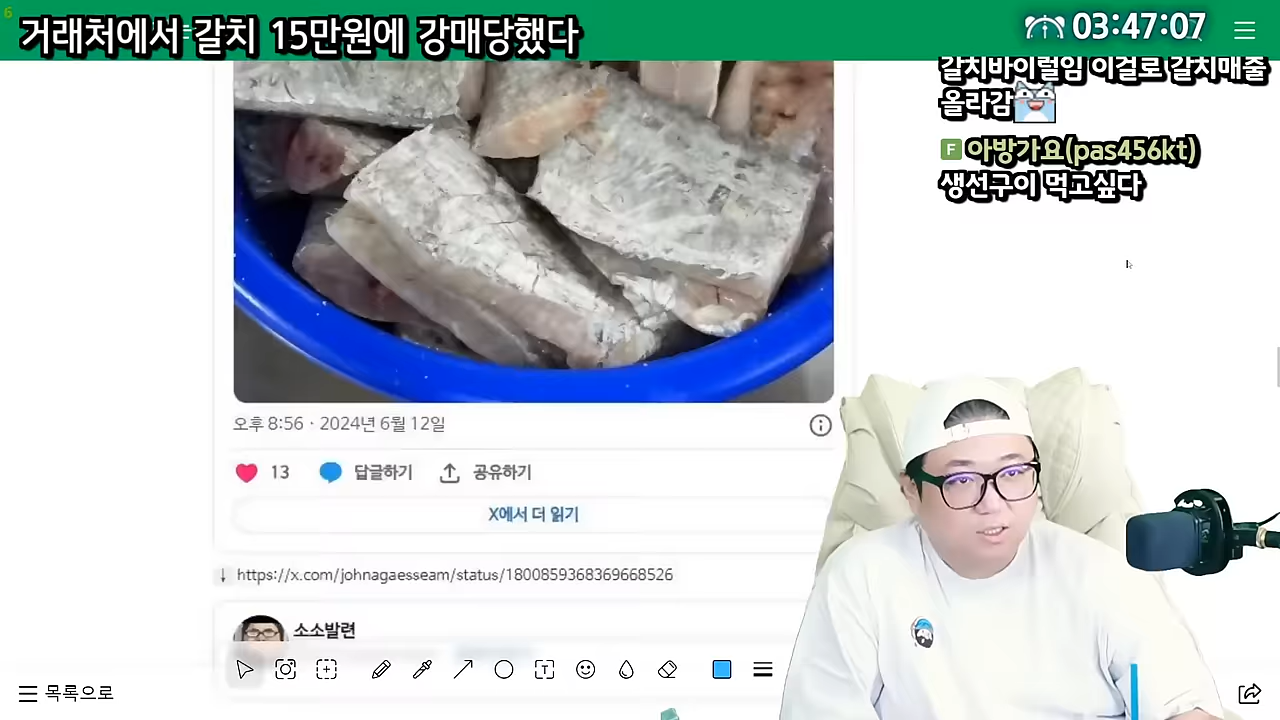 6
거래처에서 갈치 15만원에 강매당했다
03:47:07
갈치바이럴임 이걸로 갈치매출
올라감
F 아방가요(pas456kt)
생선구이 먹고싶다
오후 8:56 · 2024년 6월 12일
13 답글하기 공유하기
X에서 더 읽기
↓ https://x.com/johnagaesseam/status/1800859368369668526
소소발련
T
목록으로